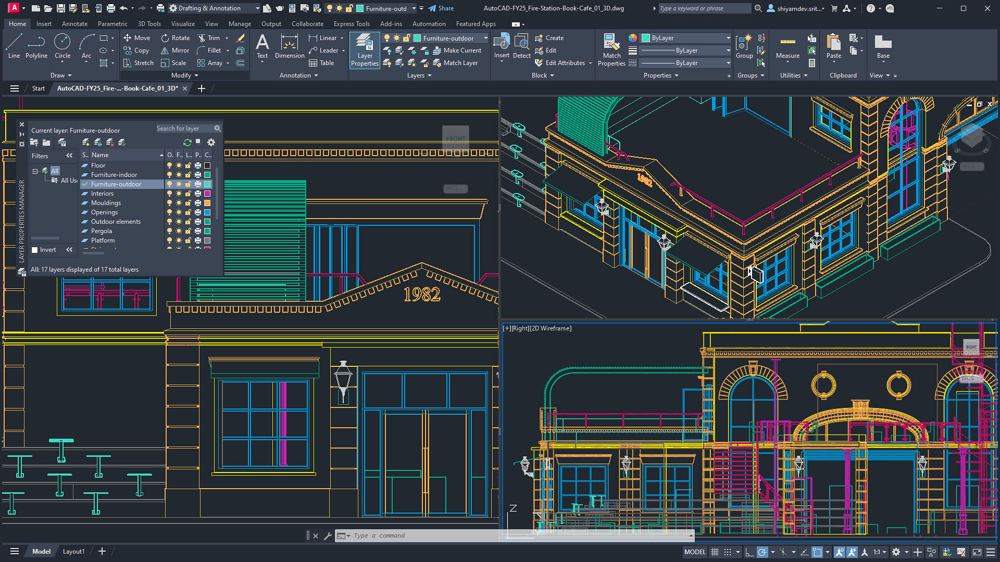 A
Drafting & Annotation
Furniture-outd
Share
AutoCAD-FY25_Fire-Station-Book-Cafe_01_3D.dwg
Type a keyword or phrase
shiyamdev.srit...
Home
Insert
Annotate
Parametric
3D Tools
Visualize
View
Manage
Output
Collaborate
Express Tools
Add-ins
Automation
Featured Apps
Line
Polyline
Circle
Arc
Draw
Move
Rotate
Trim
Copy
Mirror
Fillet
Stretch
Scale
Array
Modify
Text
Dimension
Linear
Leader
Table
Annotation
Layer
Properties
Furniture-outdoor
Make Current
Match Layer
Layers
Insert
Detect
Create
Edit
Edit Attributes
Block
Match
Properties
ByLayer
ByLayer
ByLayer
Properties
Group
Groups
Measure
Utilities
Paste
Clipboard
Base
View
Start
AutoCAD-FY25_Fire-...-Book-Cafe_01_3D*
Current layer: Furniture-outdoor
Search for layer
Filters
S..
Name
O.
F..
L..
P..
C..
All
All Us
Floor
Furniture-indoor
Furniture-outdoor
Interiors
Mouldings
Openings
Outdoor elements
Pergola
Platform
Invert
All: 17 layers displayed of 17 total layers
LAYER PROPERTIES MANAGER
FRONT
WCS
1982
1982
S
E
WCS
[+][Right][2D Wireframe]
RIGHT
WCS
Z
Type a command
Model
Layout1
MODEL
1:1